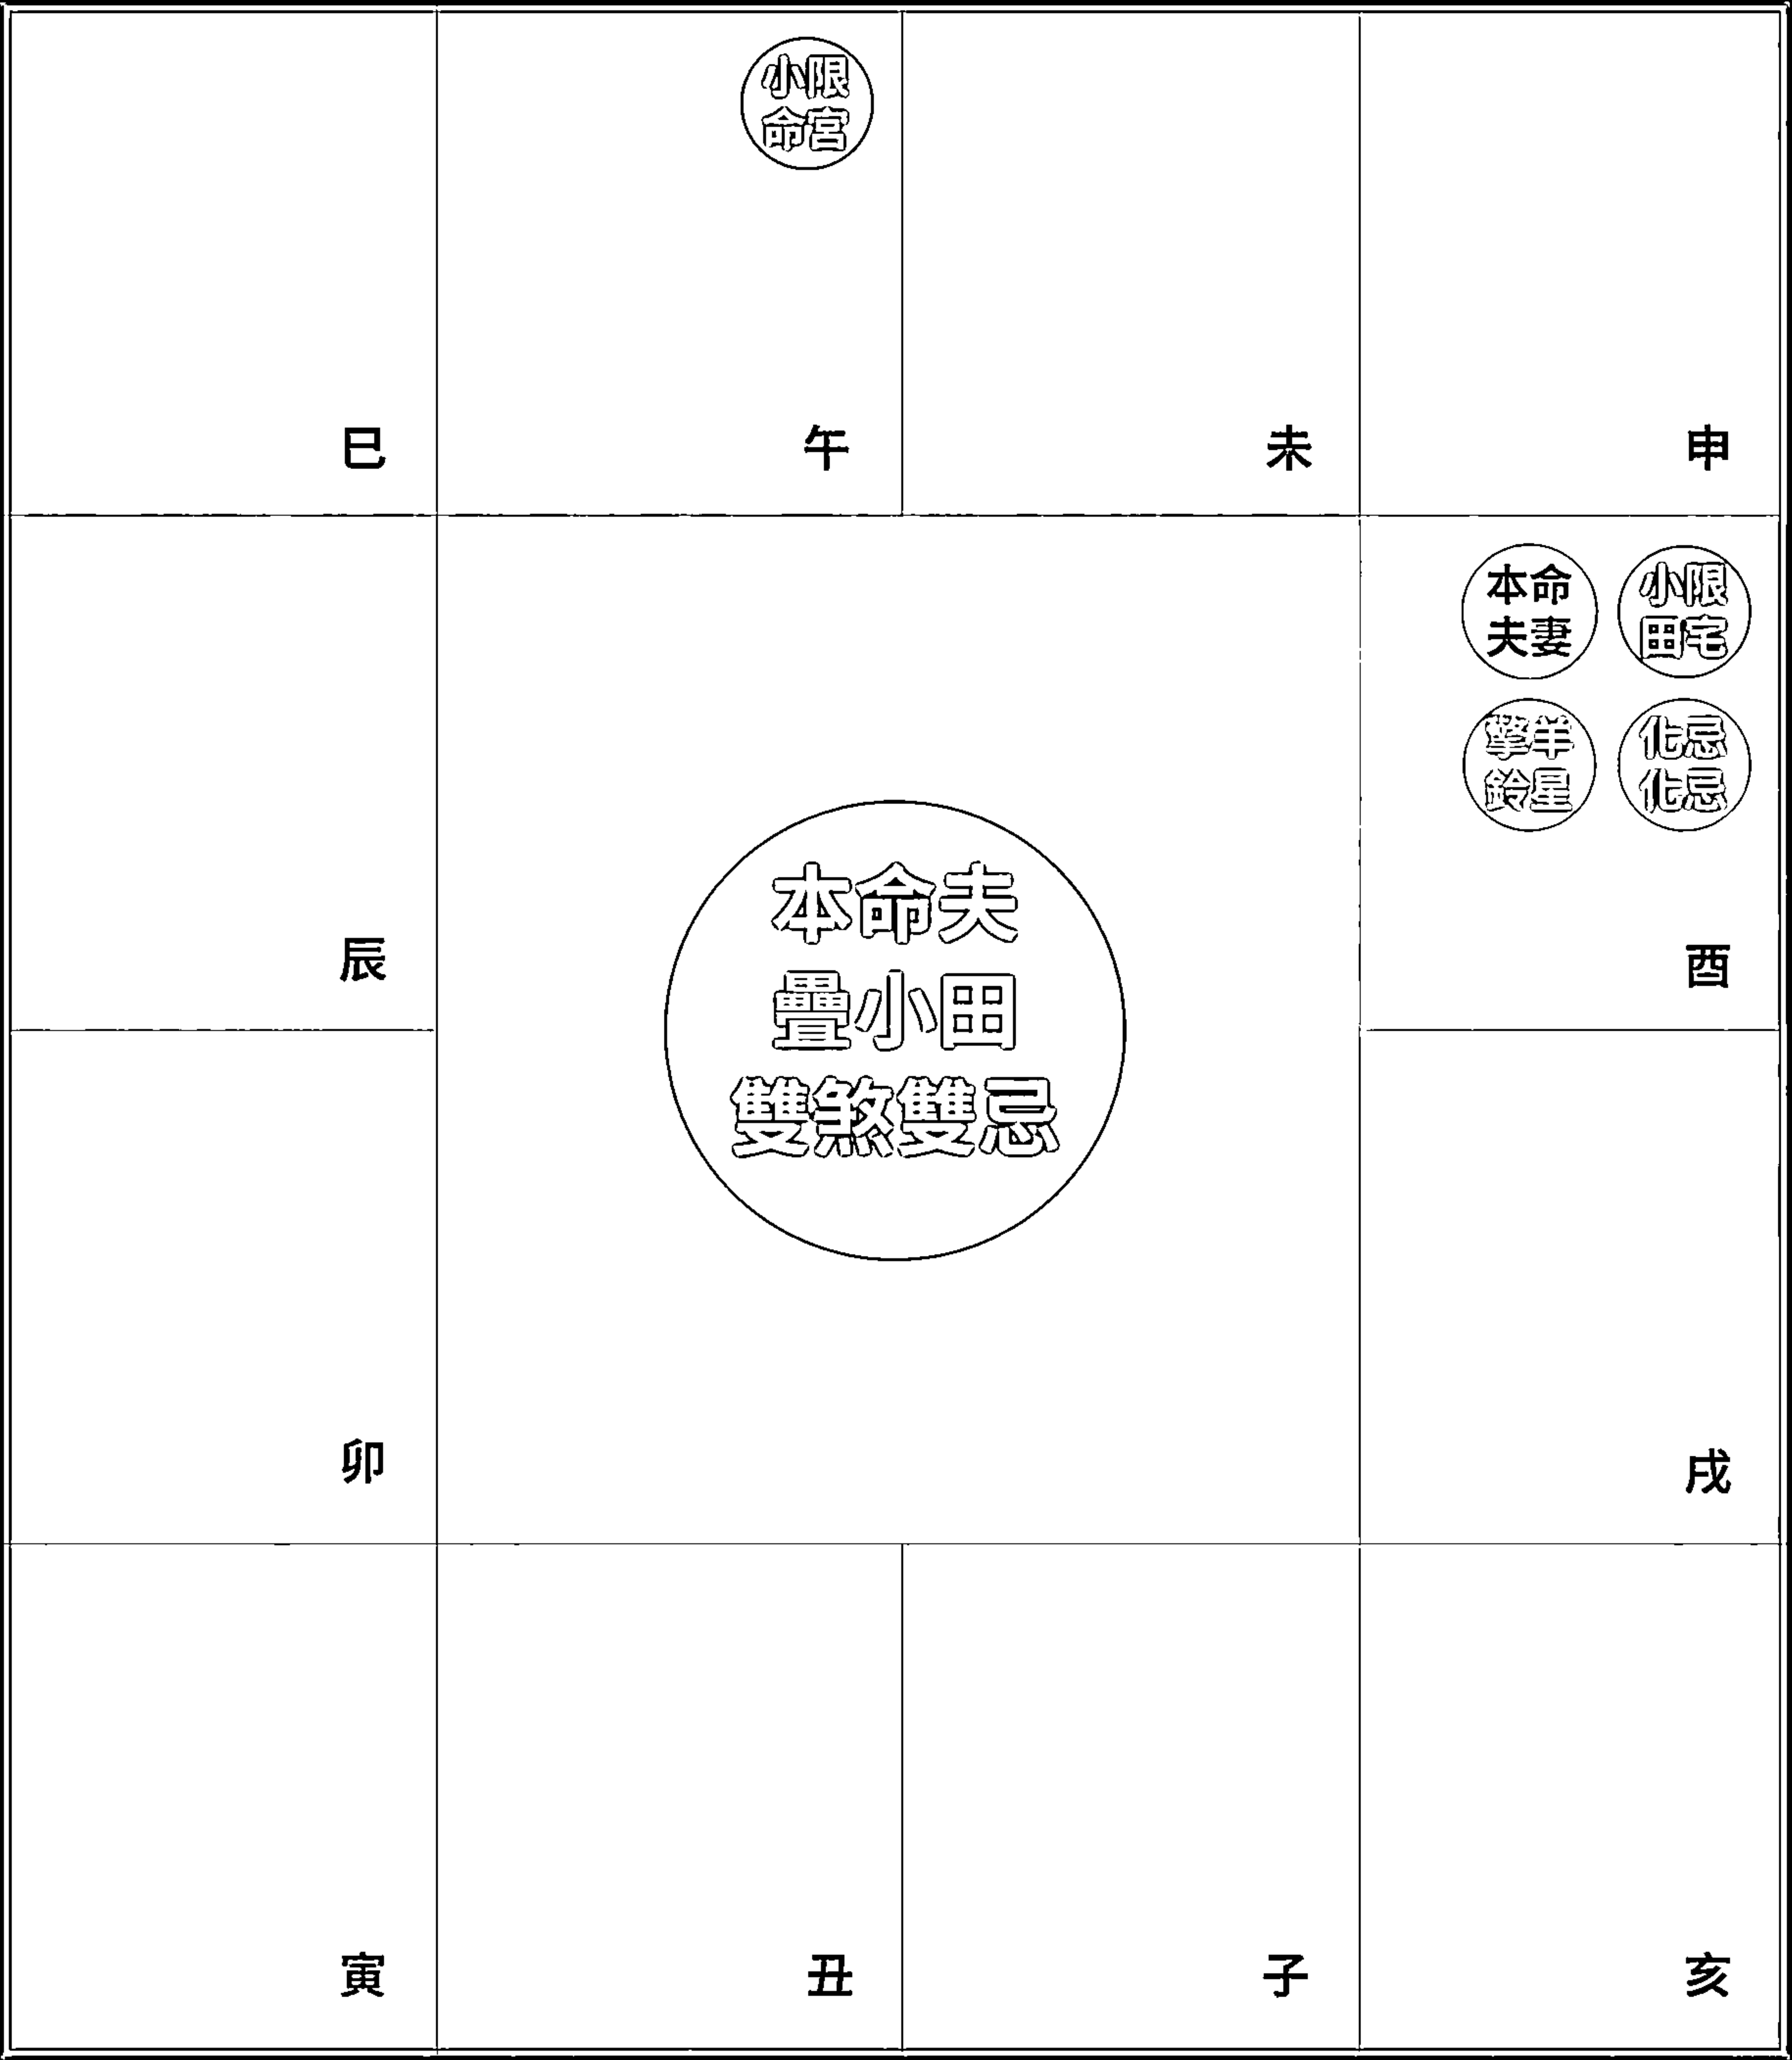 小限
命宮
巳
午
未
申
本命
夫妻
小限
田宅
擎羊
鈴星
化忌
化忌
辰
酉
本命夫
疊小田
雙煞雙忌
卯
戌
寅
丑
子
亥